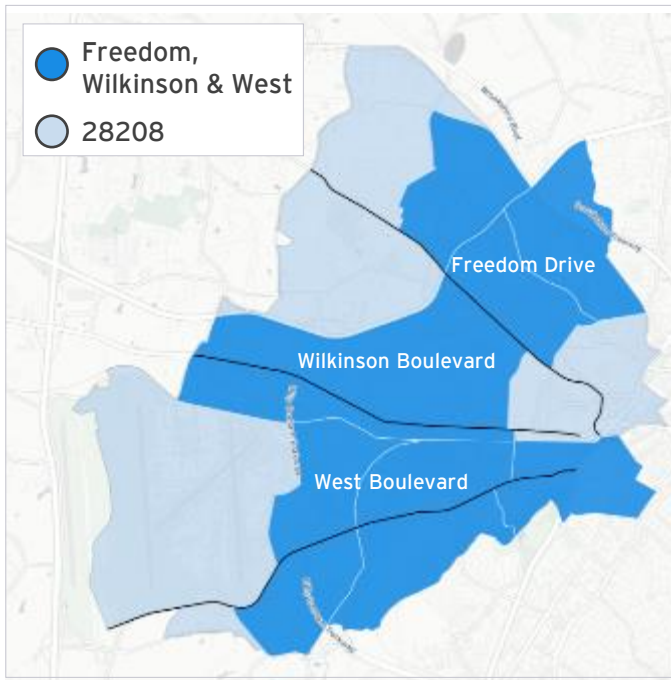 Freedom,
Wilkinson & West
28208
Freedom Drive
Wilkinson Boulevard
West Boulevard